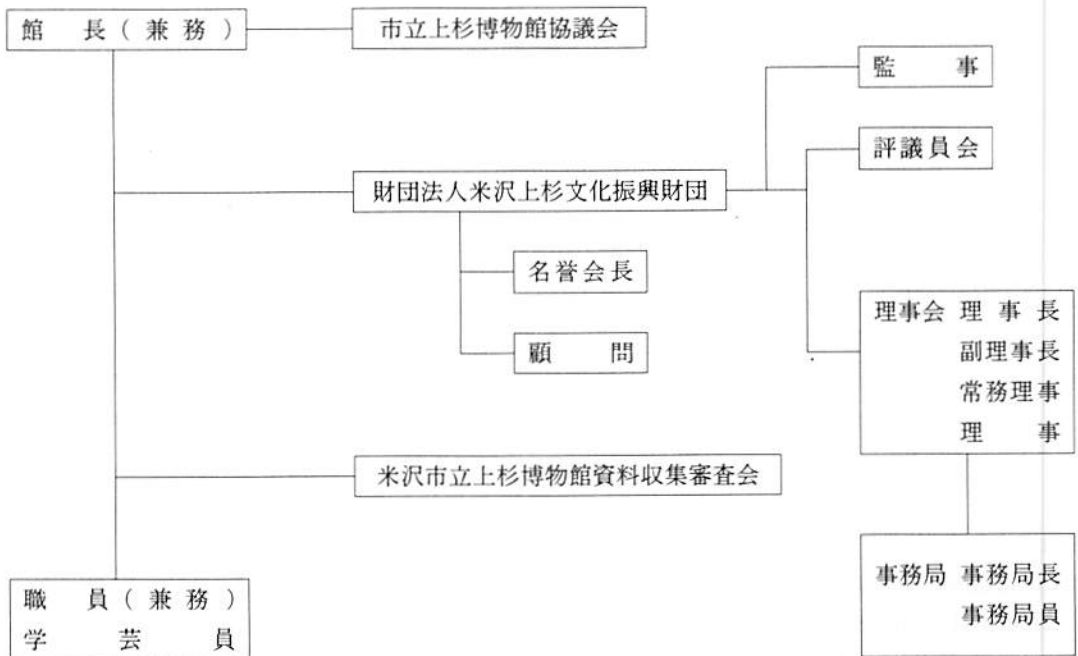 館長(兼務)
市立上杉博物館協議会
監事
評議員会
財団法人米沢上杉文化振興財団
名誉会長
顧問
理事会 理事長
副理事長
常務理事
理事
米沢市立上杉博物館資料収集審査会
職員(兼務)
学芸員
事務局 事務局長
事務局員